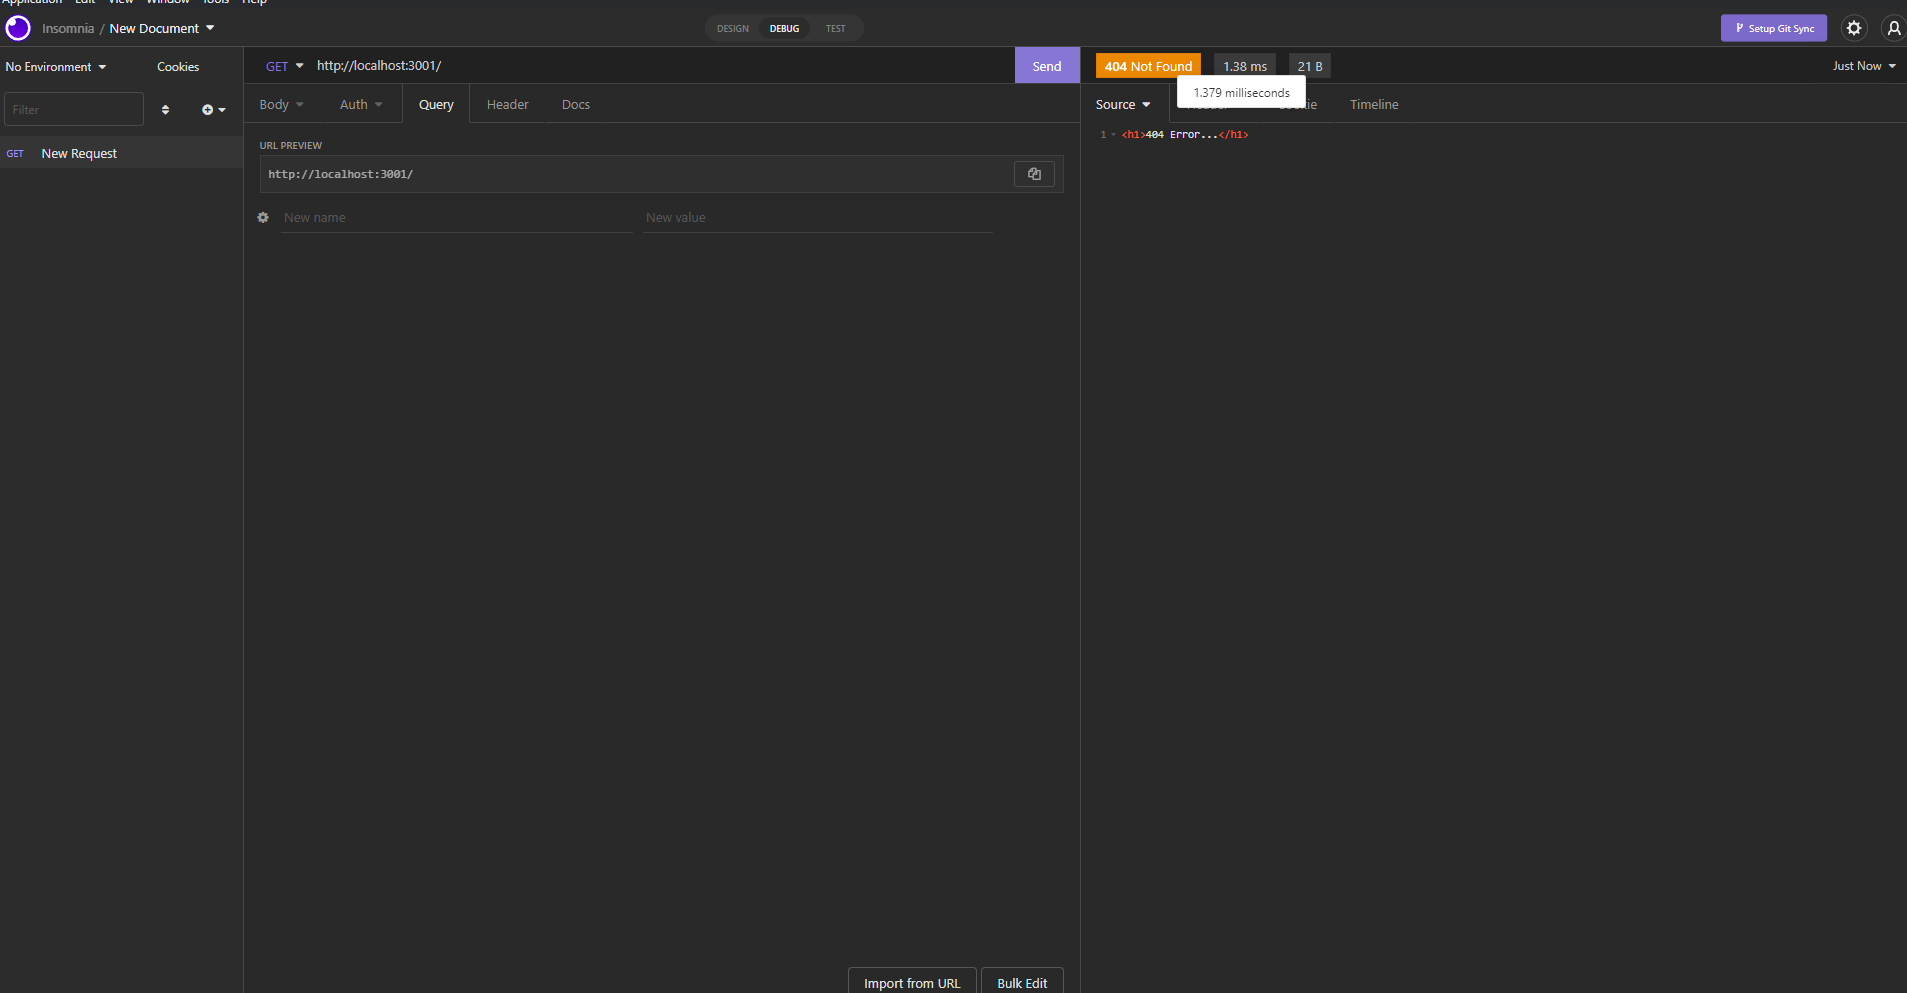 Application Edit View Window Tools Help
Insomnia / New Document
DESIGN DEBUG TEST
Setup Git Sync
No Environment Cookies
GET http://localhost:3001/
Send
404 Not Found 1.38 ms 21 B
Just Now
1.379 milliseconds
Filter
Body Auth Query Header Docs
Source Header Cookie Timeline
1 <h1>404 Error...</h1>
GET New Request
URL PREVIEW
http://localhost:3001/
New name New value
Import from URL Bulk Edit